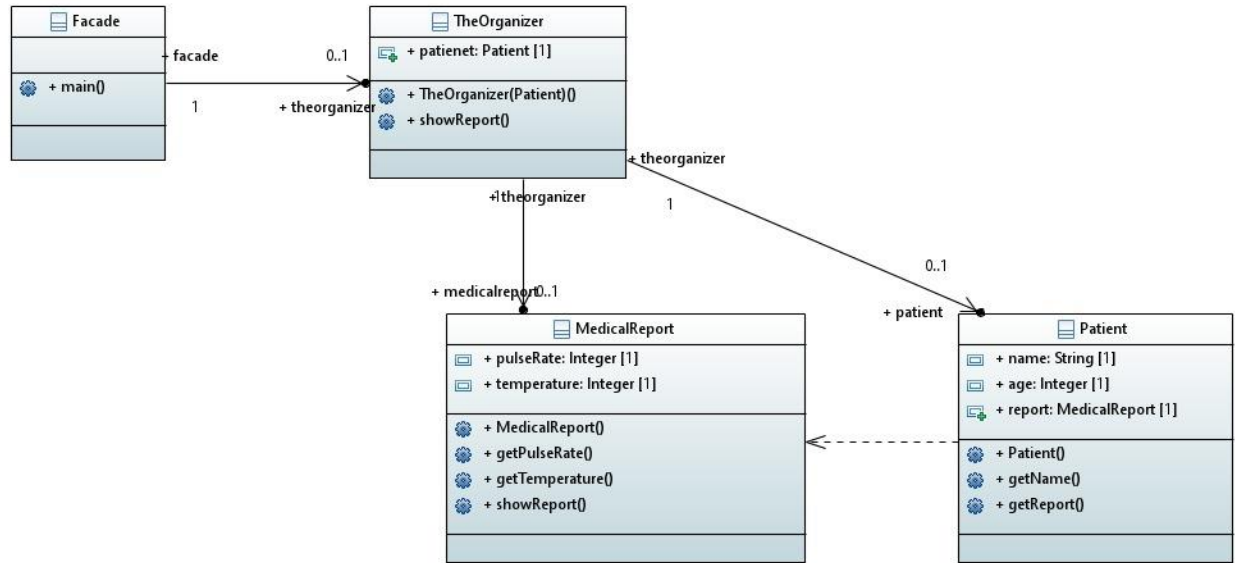 Facade
+ main()
+ facade
1
0..1
+ theorganizer
TheOrganizer
+ patienet: Patient [1]
+ TheOrganizer(Patient)()
+ showReport()
+ theorganizer
1
+ medicalreport
0..1
+ theorganizer
1
0..1
+ patient
MedicalReport
+ pulseRate: Integer [1]
+ temperature: Integer [1]
+ MedicalReport()
+ getPulseRate()
+ getTemperature()
+ showReport()
Patient
+ name: String [1]
+ age: Integer [1]
+ report: MedicalReport [1]
+ Patient()
+ getName()
+ getReport()